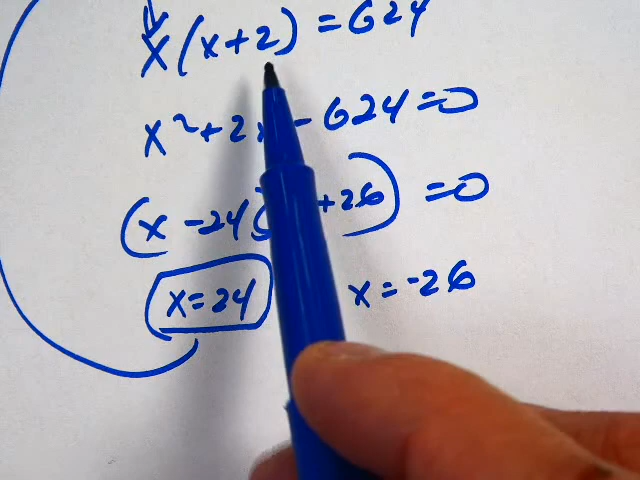 x(x+2) = 624
x²+2x - 624 = 0
(x - 24)( +26) = 0
x = 24 x = -26